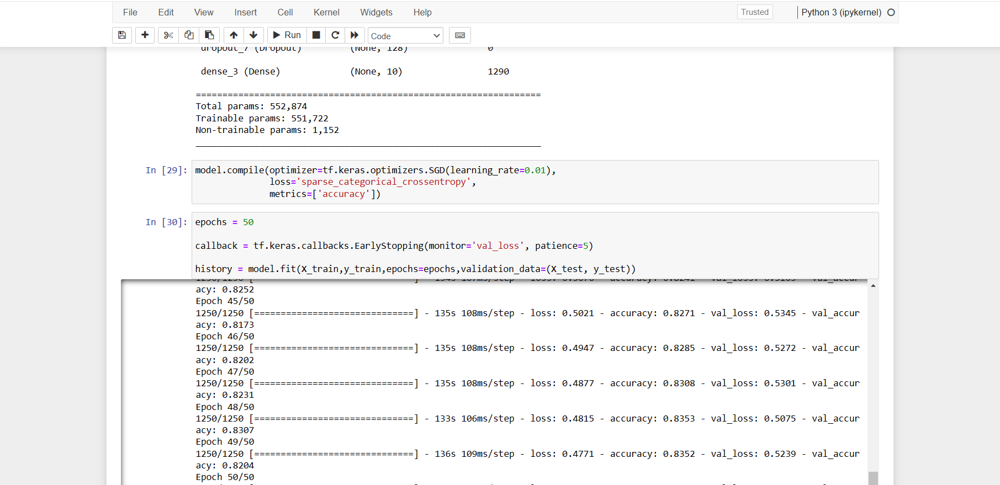 File Edit View Insert Cell Kernel Widgets Help Trusted Python 3 (ipykernel)
Run Code
dropout_7 (Dropout) (None, 128) 0
dense_3 (Dense) (None, 10) 1290
=================================================================
Total params: 552,874
Trainable params: 551,722
Non-trainable params: 1,152
_________________________________________________________________
In [29]: model.compile(optimizer=tf.keras.optimizers.SGD(learning_rate=0.01),
loss='sparse_categorical_crossentropy',
metrics=['accuracy'])
In [30]: epochs = 50
callback = tf.keras.callbacks.EarlyStopping(monitor='val_loss', patience=5)
history = model.fit(X_train,y_train,epochs=epochs,validation_data=(X_test, y_test))
acy: 0.8252
Epoch 45/50
1250/1250 [==============================] - 135s 108ms/step - loss: 0.5021 - accuracy: 0.8271 - val_loss: 0.5345 - val_accur
acy: 0.8173
Epoch 46/50
1250/1250 [==============================] - 135s 108ms/step - loss: 0.4947 - accuracy: 0.8285 - val_loss: 0.5272 - val_accur
acy: 0.8202
Epoch 47/50
1250/1250 [==============================] - 135s 108ms/step - loss: 0.4877 - accuracy: 0.8308 - val_loss: 0.5301 - val_accur
acy: 0.8231
Epoch 48/50
1250/1250 [==============================] - 133s 106ms/step - loss: 0.4815 - accuracy: 0.8353 - val_loss: 0.5075 - val_accur
acy: 0.8307
Epoch 49/50
1250/1250 [==============================] - 136s 109ms/step - loss: 0.4771 - accuracy: 0.8352 - val_loss: 0.5239 - val_accur
acy: 0.8204
Epoch 50/50